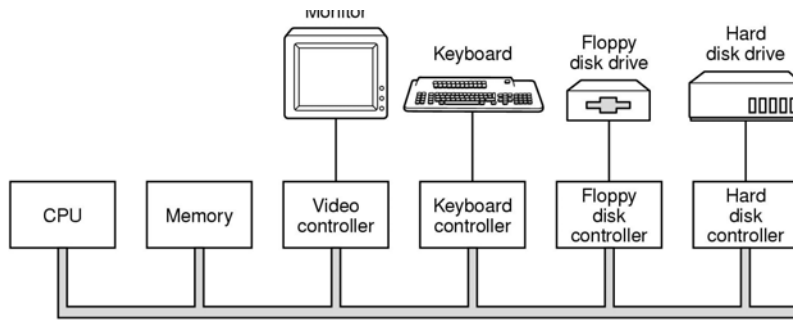 Monitor
Keyboard
Floppy
disk drive
Hard
disk drive
CPU
Memory
Video
controller
Keyboard
controller
Floppy
disk
controller
Hard
disk
controller